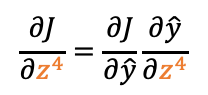 ∂J/∂z⁴ = ∂J/∂ŷ ∂ŷ/∂z⁴